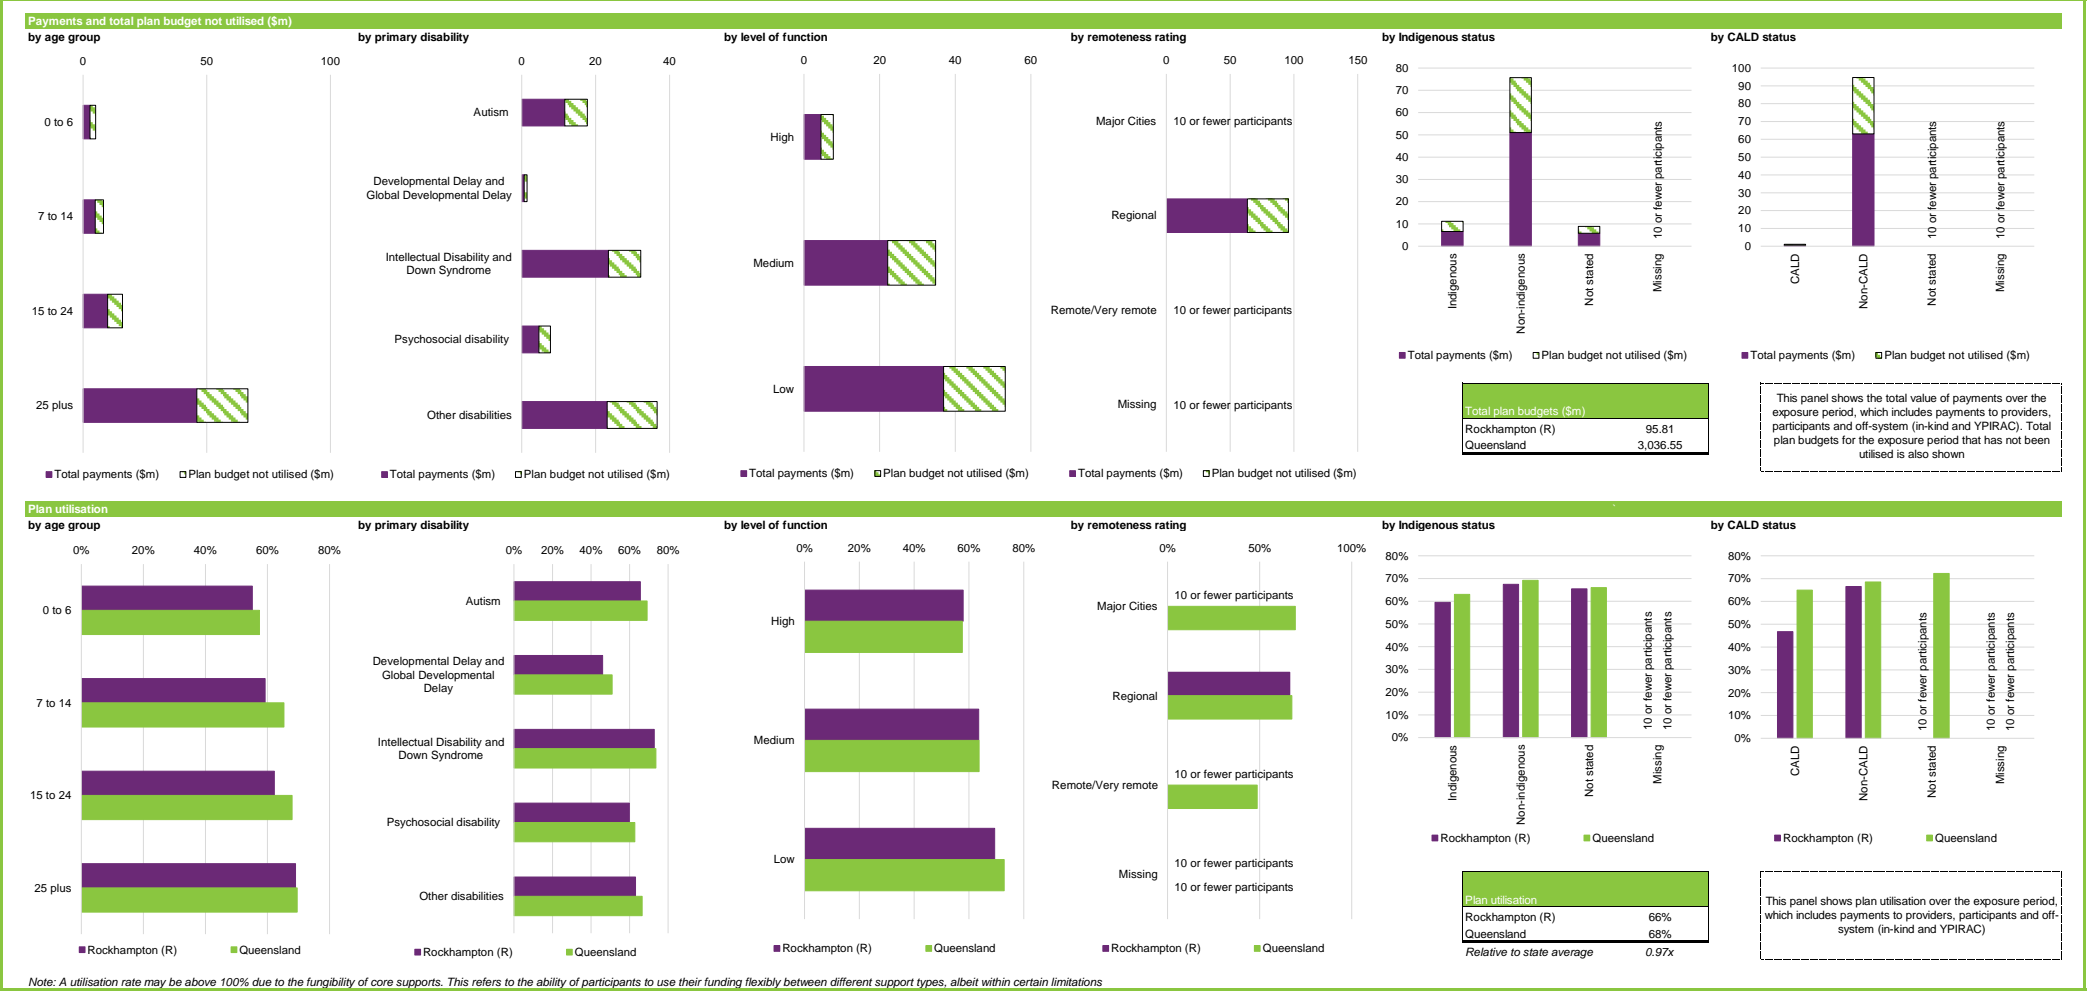 Payments and total plan budget not utilised ($m)
by age group
0 50 100
0 to 6
7 to 14
15 to 24
25 plus
Total payments ($m) Plan budget not utilised ($m)
by primary disability
0 20 40
Autism
Developmental Delay and
Global Developmental Delay
Intellectual Disability and
Down Syndrome
Psychosocial disability
Other disabilities
Total payments ($m) Plan budget not utilised ($m)
by level of function
0 20 40 60
High
Medium
Low
Total payments ($m) Plan budget not utilised ($m)
by remoteness rating
0 50 100 150
Major Cities 10 or fewer participants
Regional
Remote/Very remote 10 or fewer participants
Missing 10 or fewer participants
Total payments ($m) Plan budget not utilised ($m)
by Indigenous status
80
70
60
50
40
30
20
10
0
10 or fewer participants
Indigenous
Non-indigenous
Not stated
Missing
Total payments ($m) Plan budget not utilised ($m)
by CALD status
100
90
80
70
60
50
40
30
20
10
0
10 or fewer participants
10 or fewer participants
CALD
Non-CALD
Not stated
Missing
Total payments ($m) Plan budget not utilised ($m)
Total plan budgets ($m)
Rockhampton (R) 95.81
Queensland 3,036.55
This panel shows the total value of payments over the
exposure period, which includes payments to providers,
participants and off-system (in-kind and YPIRAC). Total
plan budgets for the exposure period that has not been
utilised is also shown
Plan utilisation
by age group
0% 20% 40% 60% 80%
0 to 6
7 to 14
15 to 24
25 plus
Rockhampton (R) Queensland
by primary disability
0% 20% 40% 60% 80%
Autism
Developmental Delay and
Global Developmental
Delay
Intellectual Disability and
Down Syndrome
Psychosocial disability
Other disabilities
Rockhampton (R) Queensland
by level of function
0% 20% 40% 60% 80%
High
Medium
Low
Rockhampton (R) Queensland
by remoteness rating
0% 50% 100%
10 or fewer participants
Major Cities
Regional
10 or fewer participants
Remote/Very remote
10 or fewer participants
Missing
10 or fewer participants
Rockhampton (R) Queensland
by Indigenous status
80%
70%
60%
50%
40%
30%
20%
10%
0%
10 or fewer participants
10 or fewer participants
Indigenous
Non-indigenous
Not stated
Missing
Rockhampton (R) Queensland
by CALD status
80%
70%
60%
50%
40%
30%
20%
10%
0%
10 or fewer participants
10 or fewer participants
10 or fewer participants
CALD
Non-CALD
Not stated
Missing
Rockhampton (R) Queensland
Plan utilisation
Rockhampton (R) 66%
Queensland 68%
Relative to state average 0.97x
This panel shows plan utilisation over the exposure period,
which includes payments to providers, participants and off-
system (in-kind and YPIRAC)
Note: A utilisation rate may be above 100% due to the fungibility of core supports. This refers to the ability of participants to use their funding flexibly between different support types, albeit within certain limitations